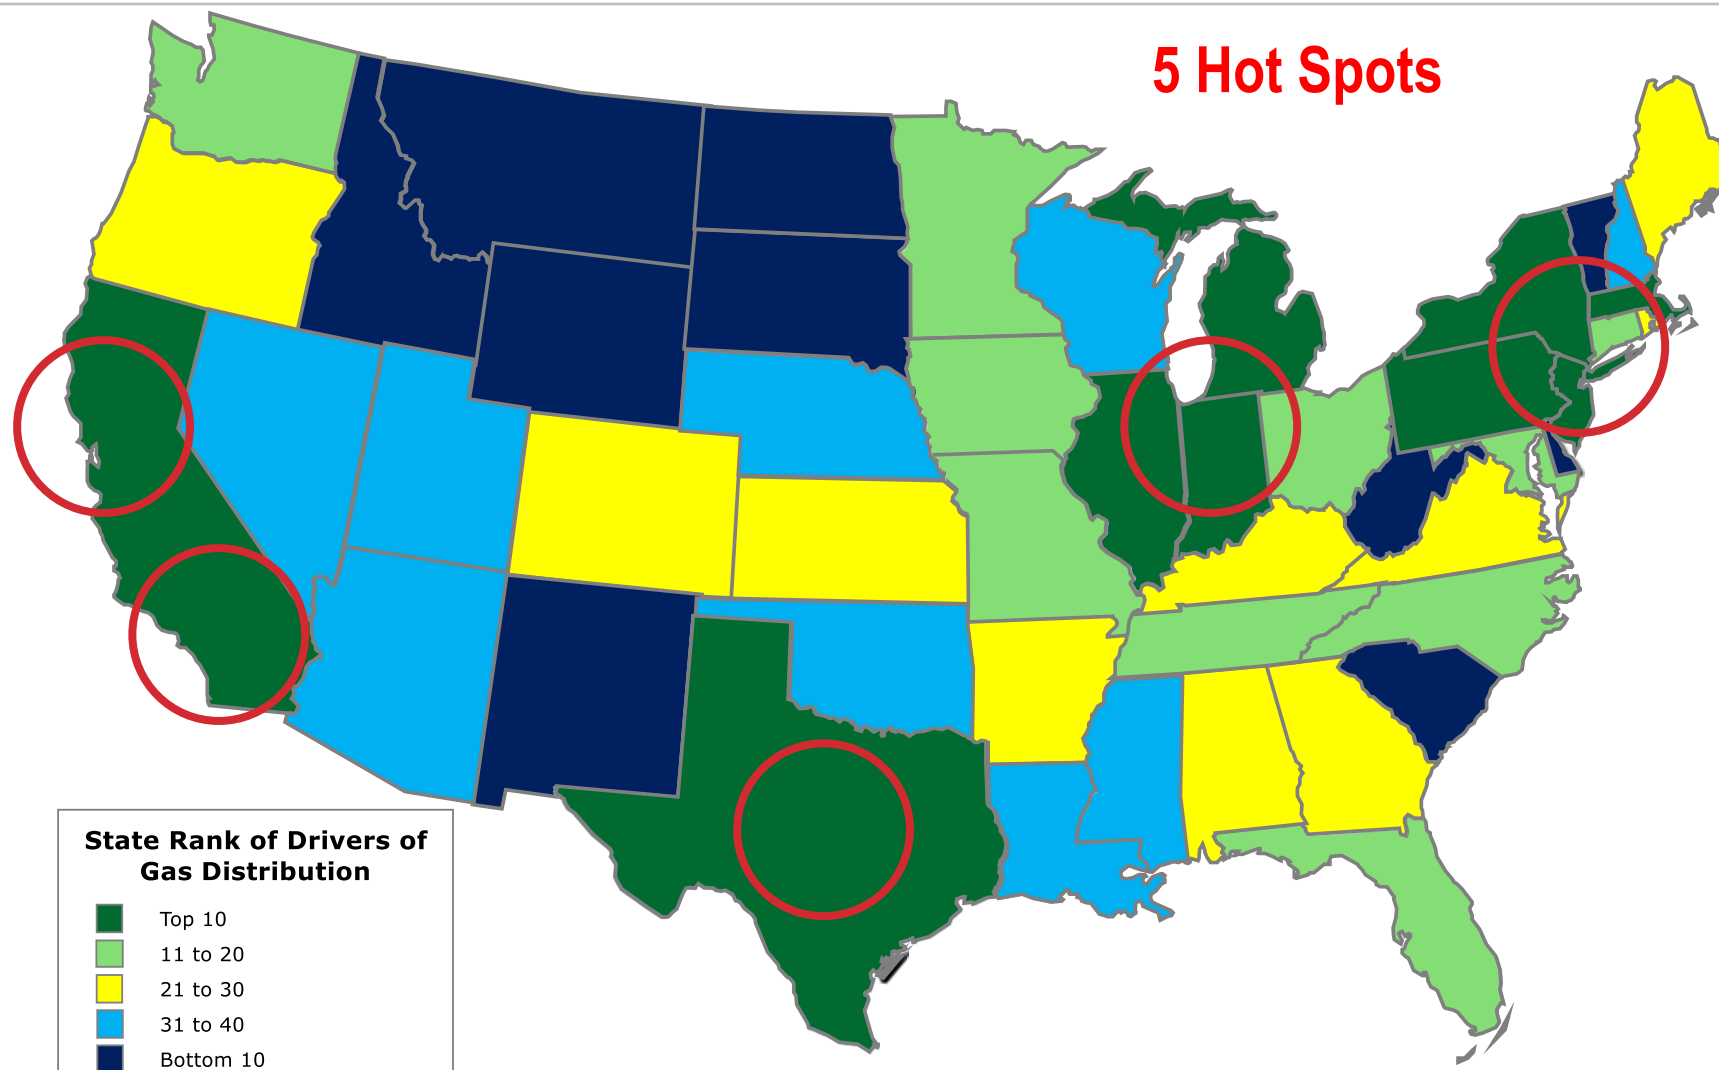 5 Hot Spots
State Rank of Drivers of
Gas Distribution
Top 10
11 to 20
21 to 30
31 to 40
Bottom 10